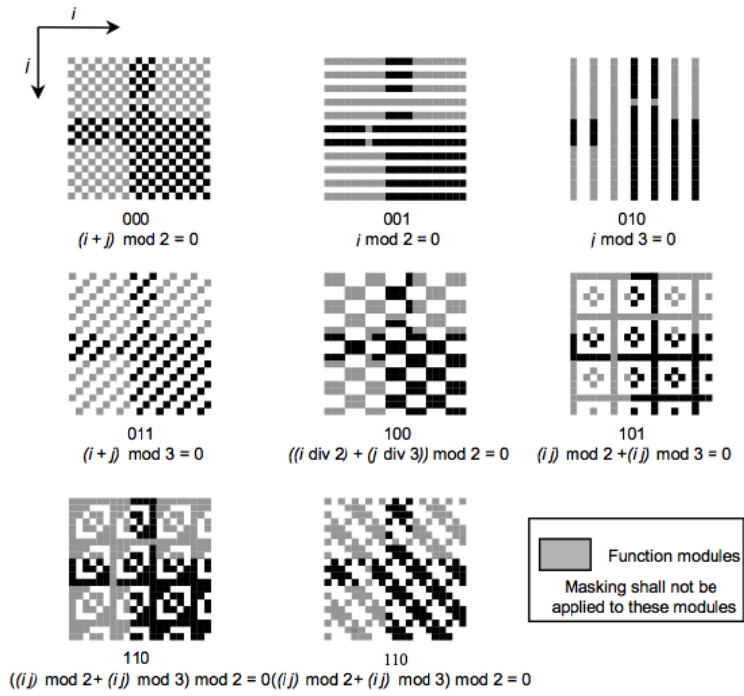 i
j
000
(i + j) mod 2 = 0
001
j mod 2 = 0
010
j mod 3 = 0
011
(i + j) mod 3 = 0
100
((i div 2) + (j div 3)) mod 2 = 0
101
(i j) mod 2 +(i j) mod 3 = 0
110
((i j) mod 2+ (i j) mod 3) mod 2 = 0
110
((i j) mod 2+ (i j) mod 3) mod 2 = 0
Function modules
Masking shall not be
applied to these modules